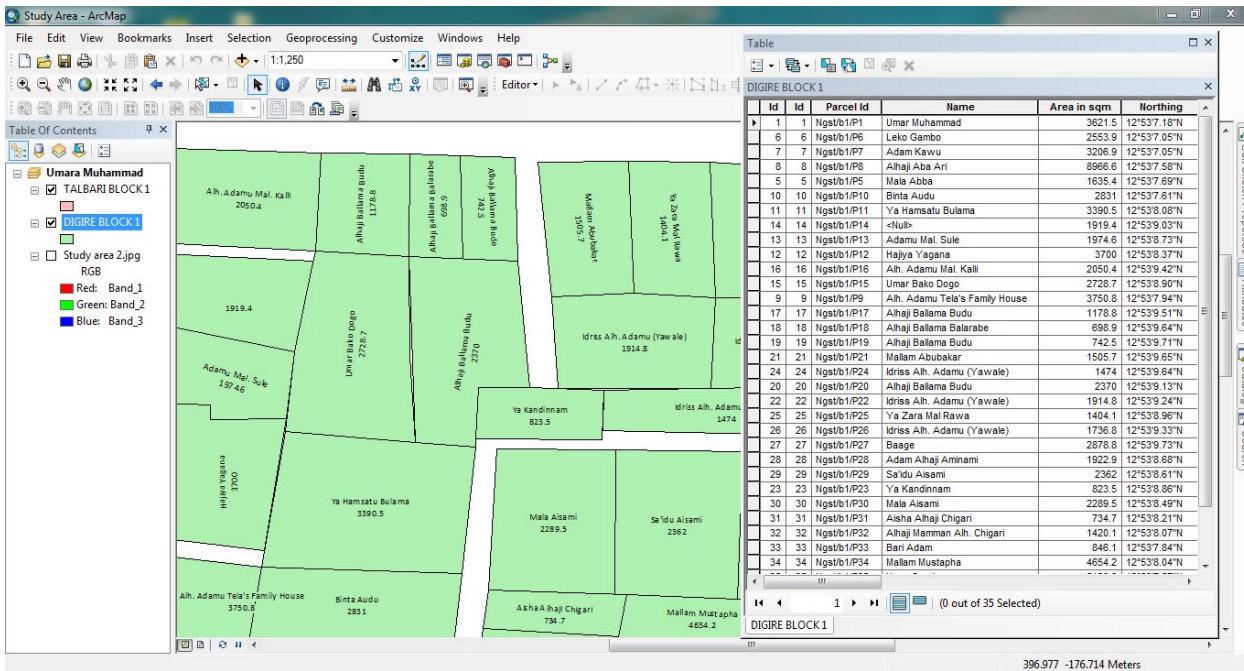 Study Area - ArcMap
File Edit View Bookmarks Insert Selection Geoprocessing Customize Windows Help
1:1,250
Editor
100%
Table Of Contents
Umara Muhammad
TALBARI BLOCK 1
DIGIRE BLOCK 1
Study area 2.jpg
RGB
Red: Band_1
Green: Band_2
Blue: Band_3
Alh. Adamu Mal. Kalli
2050.4
Alhaji Ballama Budu
1178.8
Alhaji Ballama Balarabe
698.9
Alhaji Ballama Budu
742.5
Mallam Abubakar
1505.7
Ya Zara Mal Rawa
1404.1
1919.4
Umar Bako Dogo
2728.7
Alhaji Ballama Budu
2370
Idriss Alh. Adamu (Yawale)
1914.8
Adamu Mal. Sule
1974.6
Ya Kandinnam
823.5
Idriss Alh. Adamu
1474
Hajiya Yagana
3700
Ya Hamsatu Bulama
3390.5
Mala Aisami
2289.5
Sa'idu Aisami
2362
Alh. Adamu Tela's Family House
3750.8
Binta Audu
2831
Aisha Alhaji Chigari
734.7
Mallam Mustapha
4654.2
Table
DIGIRE BLOCK 1
Id Id Parcel Id Name Area in sqm Northing
1 1 Ngst/b1/P1 Umar Muhammad 3621.5 12°53'7.18"N
6 6 Ngst/b1/P6 Leko Gambo 2553.9 12°53'7.05"N
7 7 Ngst/b1/P7 Adam Kawu 3206.9 12°53'7.05"N
8 8 Ngst/b1/P8 Alhaji Aba Ari 8966.6 12°53'7.58"N
5 5 Ngst/b1/P5 Mala Abba 1635.4 12°53'7.69"N
10 10 Ngst/b1/P10 Binta Audu 2831 12°53'7.61"N
11 11 Ngst/b1/P11 Ya Hamsatu Bulama 3390.5 12°53'8.08"N
14 14 Ngst/b1/P14 <Null> 1919.4 12°53'9.03"N
13 13 Ngst/b1/P13 Adamu Mal. Sule 1974.6 12°53'8.73"N
12 12 Ngst/b1/P12 Hajiya Yagana 3700 12°53'8.37"N
16 16 Ngst/b1/P16 Alh. Adamu Mal. Kalli 2050.4 12°53'9.42"N
15 15 Ngst/b1/P15 Umar Bako Dogo 2728.7 12°53'8.90"N
9 9 Ngst/b1/P9 Alh. Adamu Tela's Family House 3750.8 12°53'7.94"N
17 17 Ngst/b1/P17 Alhaji Ballama Budu 1178.8 12°53'9.51"N
18 18 Ngst/b1/P18 Alhaji Ballama Balarabe 698.9 12°53'9.64"N
19 19 Ngst/b1/P19 Alhaji Ballama Budu 742.5 12°53'9.71"N
21 21 Ngst/b1/P21 Mallam Abubakar 1505.7 12°53'9.65"N
24 24 Ngst/b1/P24 Idriss Alh. Adamu (Yawale) 1474 12°53'9.64"N
20 20 Ngst/b1/P20 Alhaji Ballama Budu 2370 12°53'9.13"N
22 22 Ngst/b1/P22 Idriss Alh. Adamu (Yawale) 1914.8 12°53'9.24"N
25 25 Ngst/b1/P25 Ya Zara Mal Rawa 1404.1 12°53'8.96"N
26 26 Ngst/b1/P26 Idriss Alh. Adamu (Yawale) 1736.8 12°53'9.33"N
27 27 Ngst/b1/P27 Baage 2878.8 12°53'9.73"N
28 28 Ngst/b1/P28 Adam Alhaji Aminami 1922.9 12°53'8.68"N
29 29 Ngst/b1/P29 Sa'idu Aisami 2362 12°53'8.61"N
23 23 Ngst/b1/P23 Ya Kandinnam 823.5 12°53'8.86"N
30 30 Ngst/b1/P30 Mala Aisami 2289.5 12°53'8.49"N
31 31 Ngst/b1/P31 Aisha Alhaji Chigari 734.7 12°53'8.21"N
32 32 Ngst/b1/P32 Alhaji Mamman Alh. Chigari 1420.1 12°53'8.07"N
33 33 Ngst/b1/P33 Bari Adam 846.1 12°53'7.84"N
34 34 Ngst/b1/P34 Mallam Mustapha 4654.2 12°53'8.04"N
1 (0 out of 35 Selected)
DIGIRE BLOCK 1
396.977 -176.714 Meters